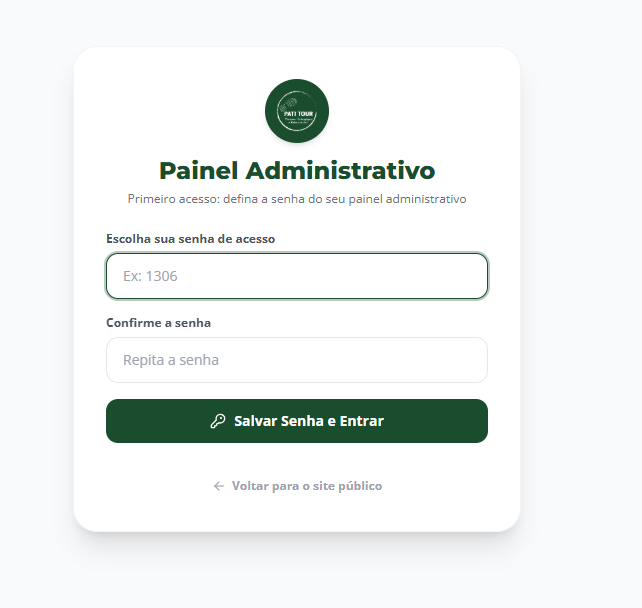 PATI TOUR
Painel Administrativo
Primeiro acesso: defina a senha do seu painel administrativo
Escolha sua senha de acesso
Ex: 1306
Confirme a senha
Repita a senha
Salvar Senha e Entrar
Voltar para o site público